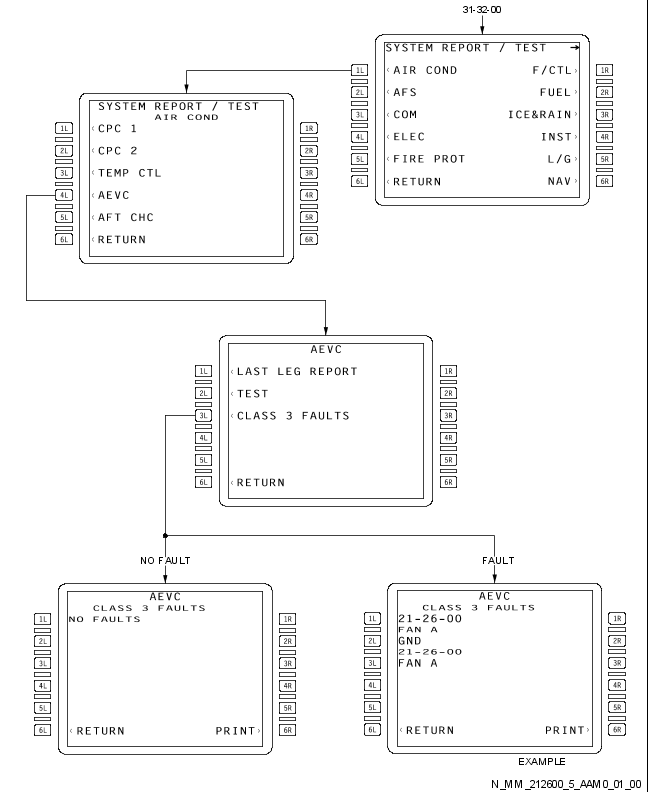 31-32-00
SYSTEM REPORT / TEST →
1L ‹AIR COND F/CTL› 1R
2L ‹AFS FUEL› 2R
3L ‹COM ICE&RAIN› 3R
4L ‹ELEC INST› 4R
5L ‹FIRE PROT L/G› 5R
6L ‹RETURN NAV› 6R
SYSTEM REPORT / TEST
AIR COND
1L ‹CPC 1 1R
2L ‹CPC 2 2R
3L ‹TEMP CTL 3R
4L ‹AEVC 4R
5L ‹AFT CHC 5R
6L ‹RETURN 6R
AEVC
1L ‹LAST LEG REPORT 1R
2L ‹TEST 2R
3L ‹CLASS 3 FAULTS 3R
4L 4R
5L 5R
6L ‹RETURN 6R
NO FAULT
AEVC
CLASS 3 FAULTS
1L NO FAULTS 1R
2L 2R
3L 3R
4L 4R
5L 5R
6L ‹RETURN PRINT› 6R
FAULT
AEVC
CLASS 3 FAULTS
1L 21-26-00 1R
FAN A
2L GND 2R
21-26-00
3L FAN A 3R
4L 4R
5L 5R
6L ‹RETURN PRINT› 6R
EXAMPLE
N_MM_212600_5_AAM0_01_00